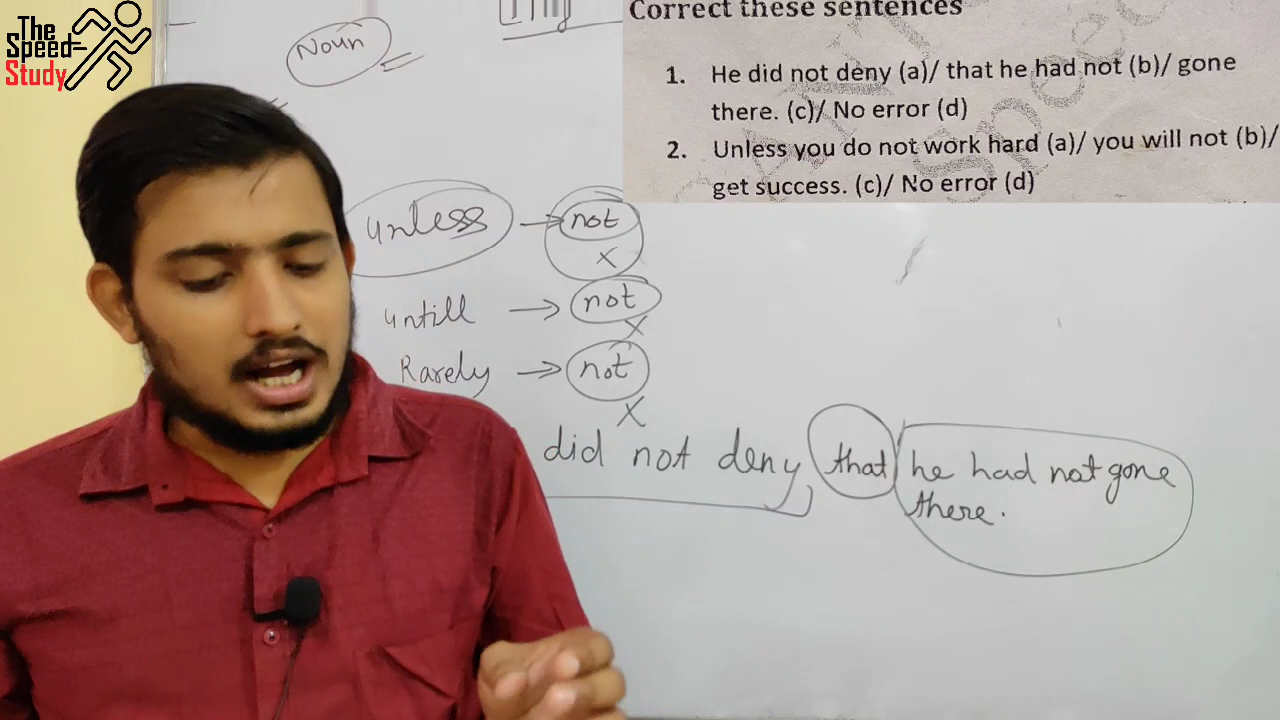 The
Speed
Study
Noun
Correct these sentences
1. He did not deny (a)/ that he had not (b)/ gone
there. (c)/ No error (d)
2. Unless you do not work hard (a)/ you will not (b)/
get success. (c)/ No error (d)
unless → not
x
untill → not
x
Rarely → not
x
did not deny that he had not gone
there.